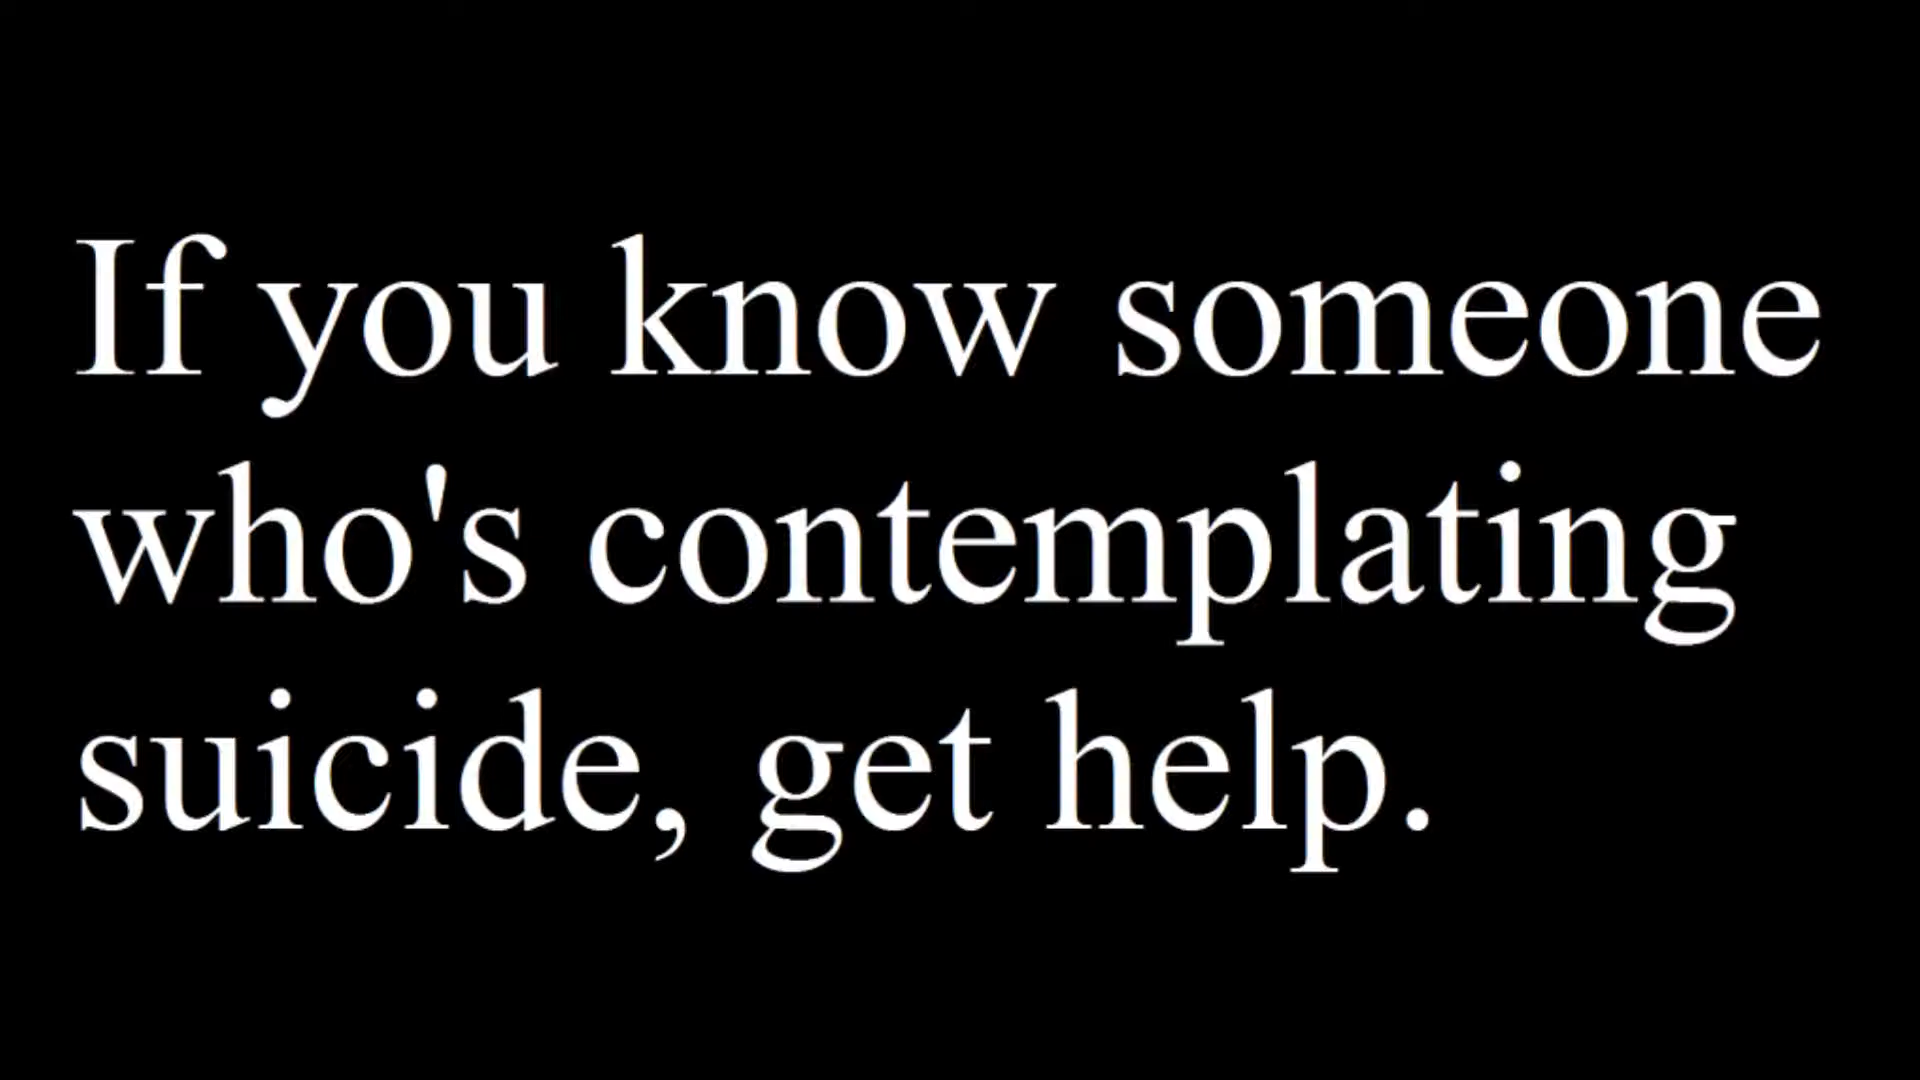 If you know someone
who's contemplating
suicide, get help.